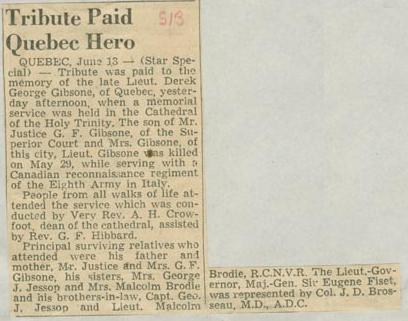 Tribute Paid
Quebec Hero
S/B
QUEBEC, June 13 — (Star Spe-
cial) — Tribute was paid to the
memory of the late Lieut. Derek
George Gibsone, of Quebec, yester-
day afternoon, when a memorial
service was held in the Cathedral
of the Holy Trinity. The son of Mr.
Justice G. F. Gibsone, of the Su-
perior Court and Mrs. Gibsone, of
this city, Lieut. Gibsone was killed
on May 29, while serving with a
Canadian reconnaissance regiment
of the Eighth Army in Italy.
People from all walks of life at-
tended the service which was con-
ducted by Very Rev. A. H. Crow-
foot, dean of the cathedral, assisted
by Rev. G. F. Hibbard.
Principal surviving relatives who
attended were his father and
mother, Mr. Justice and Mrs. G. F.
Gibsone, his sisters, Mrs. George
J. Jessop and Mrs. Malcolm Brodie
and his brothers-in-law, Capt. Geo.
J. Jessop and Lieut. Malcolm
Brodie, R.C.N.V.R. The Lieut.-Gov-
ernor, Maj.-Gen. Sir Eugene Fiset,
was represented by Col. J. D. Bros-
seau, M.D., A.D.C.